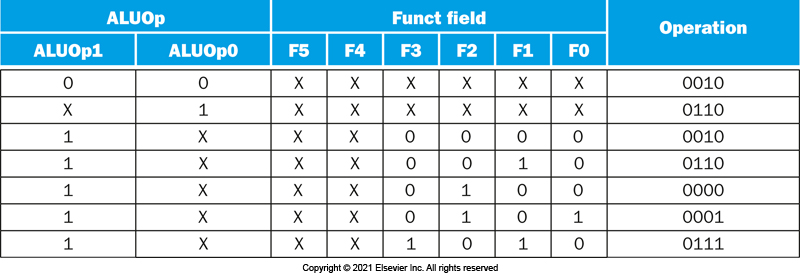 ALUOp Funct field Operation
ALUOp1 ALUOp0 F5 F4 F3 F2 F1 F0
0 0 X X X X X X 0010
X 1 X X X X X X 0110
1 X X X 0 0 0 0 0010
1 X X X 0 0 1 0 0110
1 X X X 0 1 0 0 0000
1 X X X 0 1 0 1 0001
1 X X X 1 0 1 0 0111
Copyright © 2021 Elsevier Inc. All rights reserved